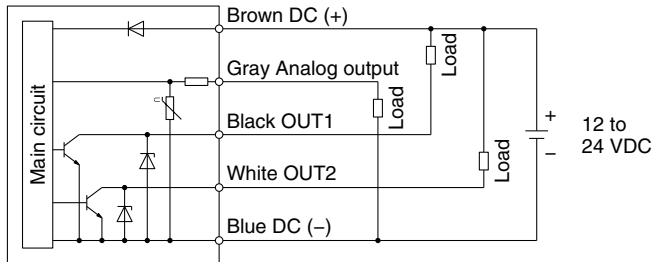 Brown DC (+)
Gray Analog output
Black OUT1
White OUT2
Blue DC (−)
Main circuit
n
Load
Load
Load
+
−
12 to
24 VDC